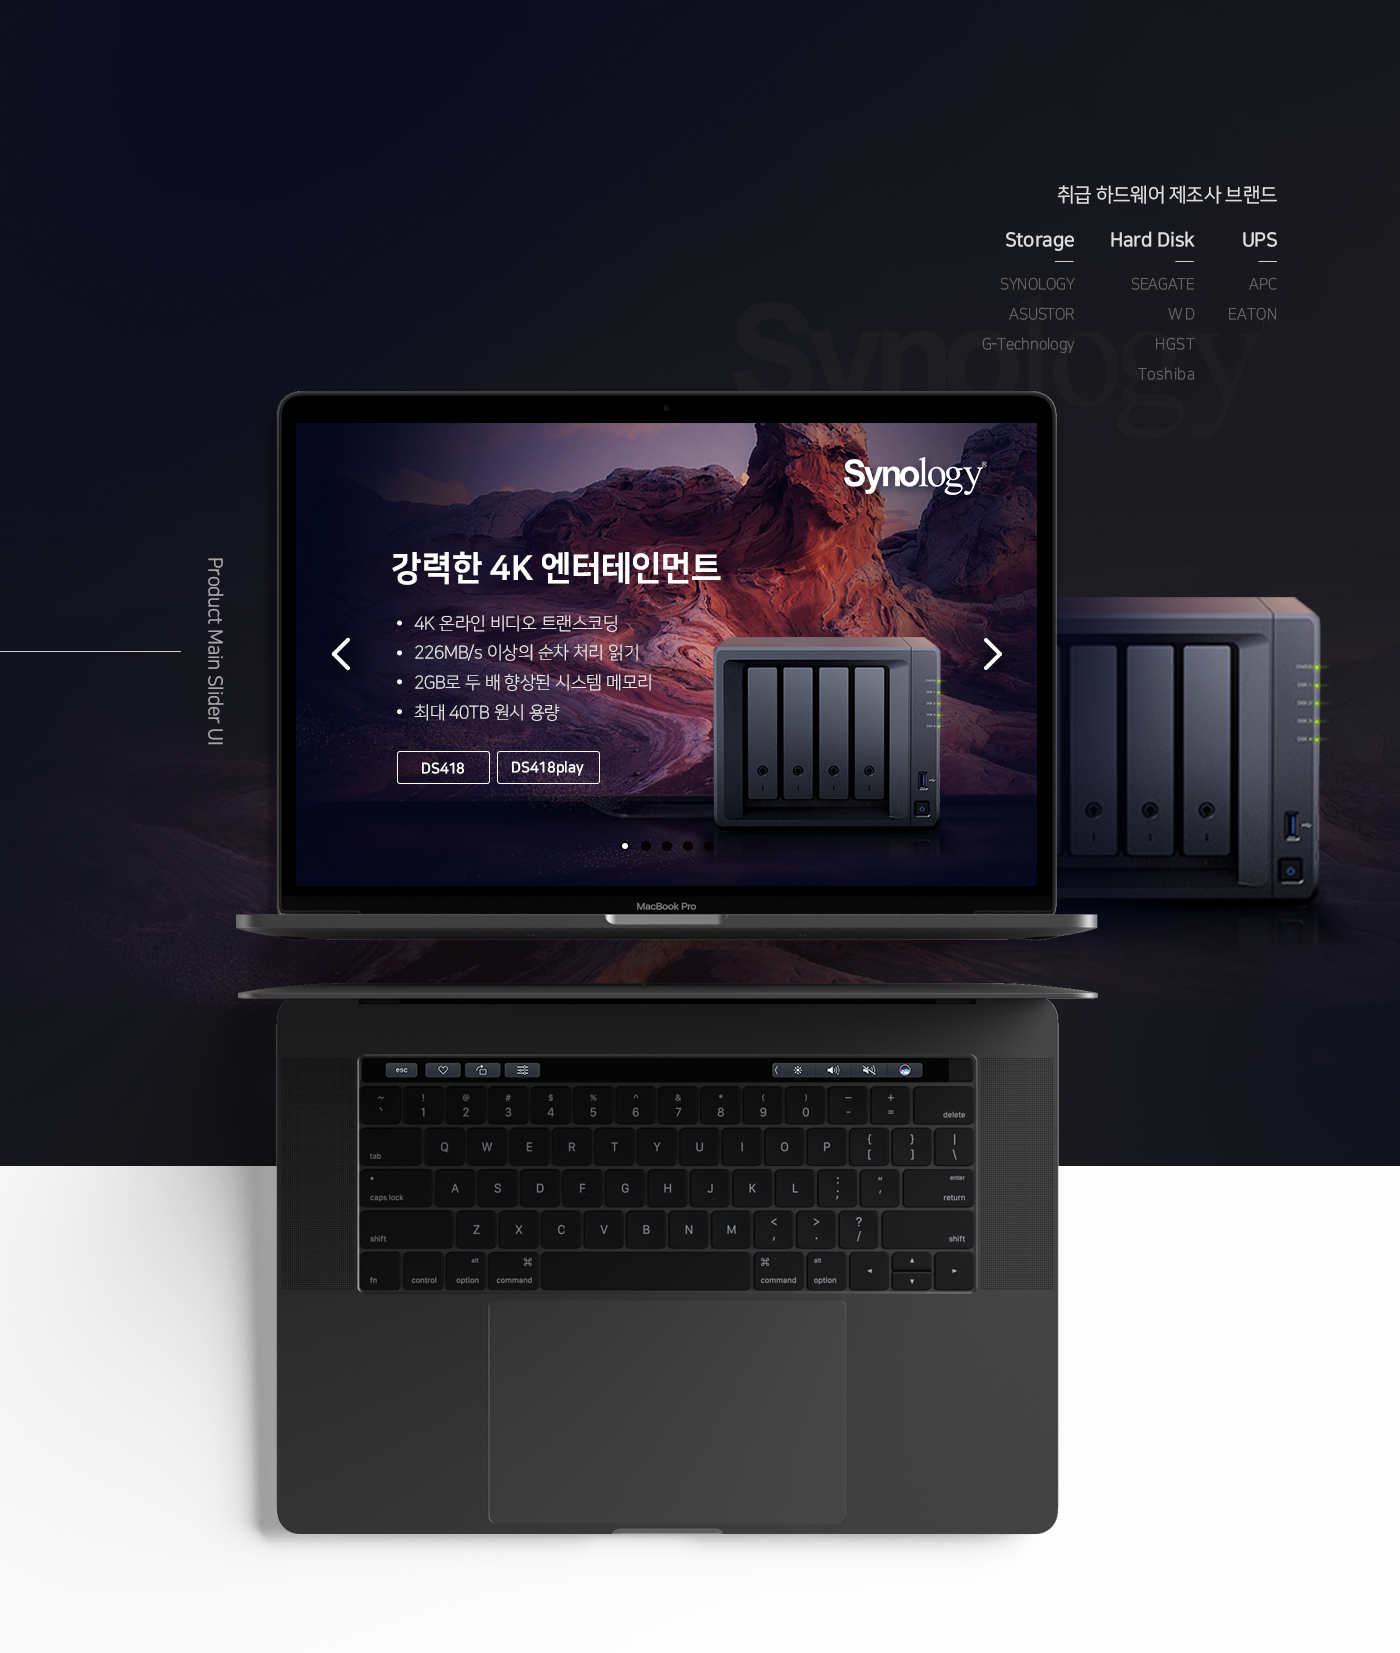 취급 하드웨어 제조사 브랜드
Storage
SYNOLOGY
ASUSTOR
G-Technology
Hard Disk
SEAGATE
WD
HGST
Toshiba
UPS
APC
EATON
Synology
Product Main Slider UI
Synology®
강력한 4K 엔터테인먼트
• 4K 온라인 비디오 트랜스코딩
• 226MB/s 이상의 순차 처리 읽기
• 2GB로 두 배 향상된 시스템 메모리
• 최대 40TB 원시 용량
DS418 DS418play
MacBook Pro
esc
~ ! @ # $ % ^ & * ( ) — +
` 1 2 3 4 5 6 7 8 9 0 - = delete
tab Q W E R T Y U I O P { [ } ] | \
caps lock A S D F G H J K L : ; " ' enter return
shift Z X C V B N M < , > . ? / shift
fn control alt option ⌘ command ⌘ command alt option